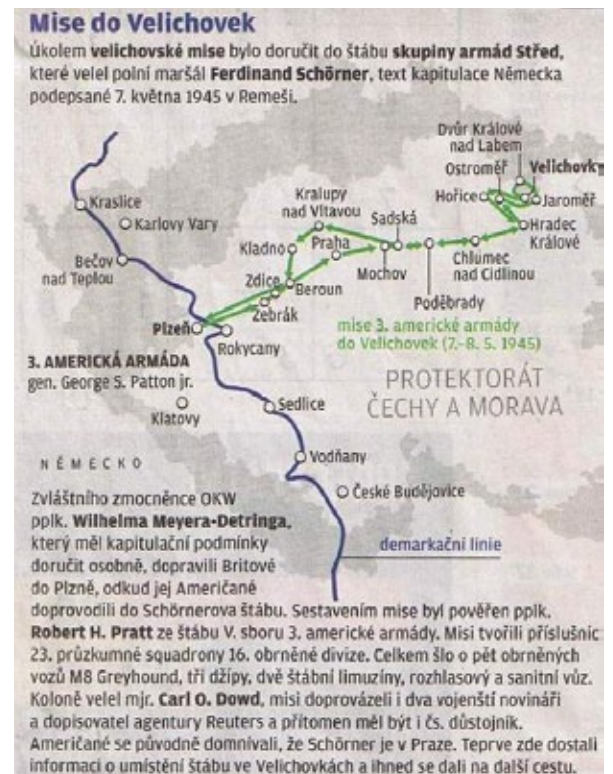 Mise do Velichovek
Úkolem velichovské mise bylo doručit do štábu skupiny armád Střed,
které velel polní maršál Ferdinand Schörner, text kapitulace Německa
podepsané 7. května 1945 v Remeši.
Dvůr Králové
nad Labem
Ostroměř
Velichovk
Kraslice
Karlovy Vary
Kralupy
nad Vltavou
Sadská
Hořice
Jaroměř
Hradec
Králové
Bečov
nad Teplou
Kladno
Praha
Mochov
Chlumec
nad Cidlinou
Zdice
Beroun
Poděbrady
Žebrák
Plzeň
Rokycany
mise 3. americké armády
do Velichovek (7.-8. 5. 1945)
3. AMERICKÁ ARMÁDA
gen. George S. Patton jr.
PROTEKTORÁT
ČECHY A MORAVA
Klatovy
Sedlice
NĚMECKO
Vodňany
České Budějovice
demarkační linie
Zvláštního zmocněnce OKW
pplk. Wilhelma Meyera-Detringa,
který měl kapitulační podmínky
doručit osobně, dopravili Britové
do Plzně, odkud jej Američané
doprovodili do Schörnerova štábu. Sestavením mise byl pověřen pplk.
Robert H. Pratt ze štábu V. sboru 3. americké armády. Misi tvořili příslušníc
23. průzkumné squadrony 16. obrněné divize. Celkem šlo o pět obrněných
vozů M8 Greyhound, tři džípy, dvě štábní limuzíny, rozhlasový a sanitní vůz.
Koloně velel mjr. Carl O. Dowd, misi doprovázeli i dva vojenští novináři
a dopisovatel agentury Reuters a přítomen měl být i čs. důstojník.
Američané se původně domnívali, že Schörner je v Praze. Teprve zde dostali
informaci o umístění štábu ve Velichovkách a ihned se dali na další cestu.